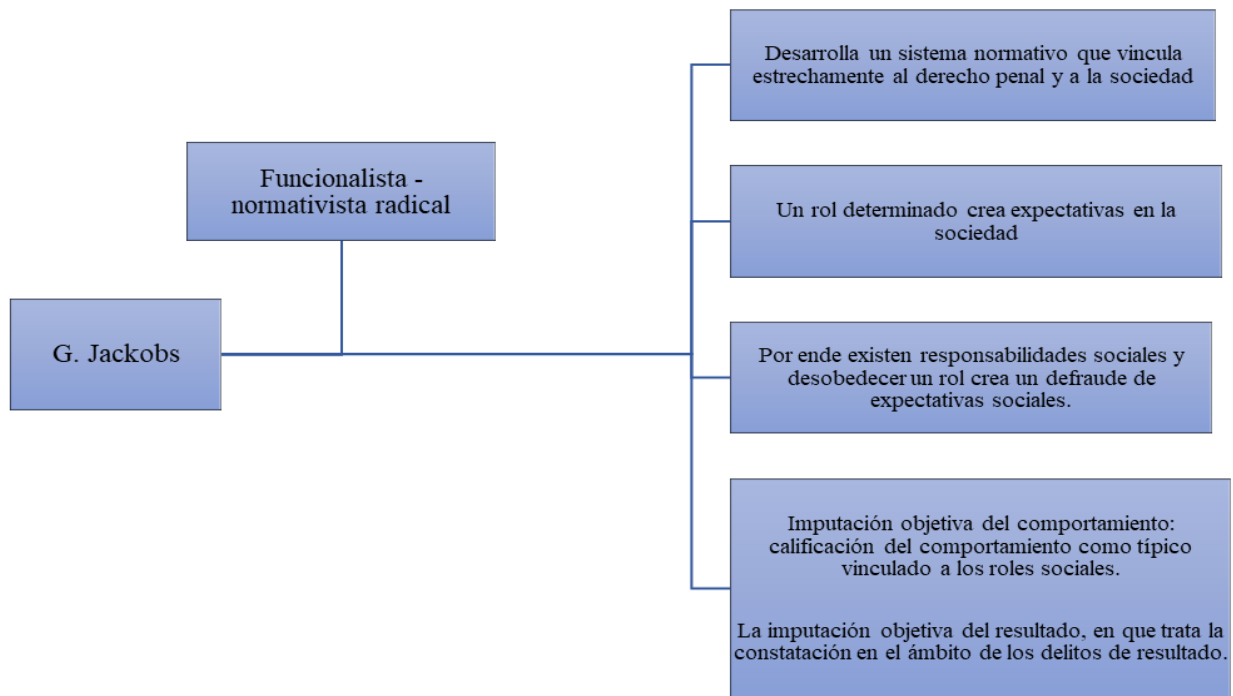 G. Jackobs
Funcionalista -
normativista radical
Desarrolla un sistema normativo que vincula
estrechamente al derecho penal y a la sociedad
Un rol determinado crea expectativas en la
sociedad
Por ende existen responsabilidades sociales y
desobedecer un rol crea un defraude de
expectativas sociales.
Imputación objetiva del comportamiento:
calificación del comportamiento como típico
vinculado a los roles sociales.
La imputación objetiva del resultado, en que trata la
constatación en el ámbito de los delitos de resultado.